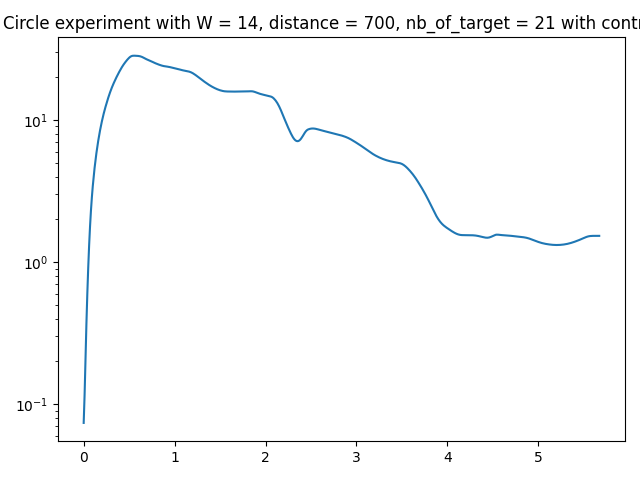 Circle experiment with W = 14, distance = 700, nb_of_target = 21 with
10¹
10⁰
10⁻¹
0 1 2 3 4 5